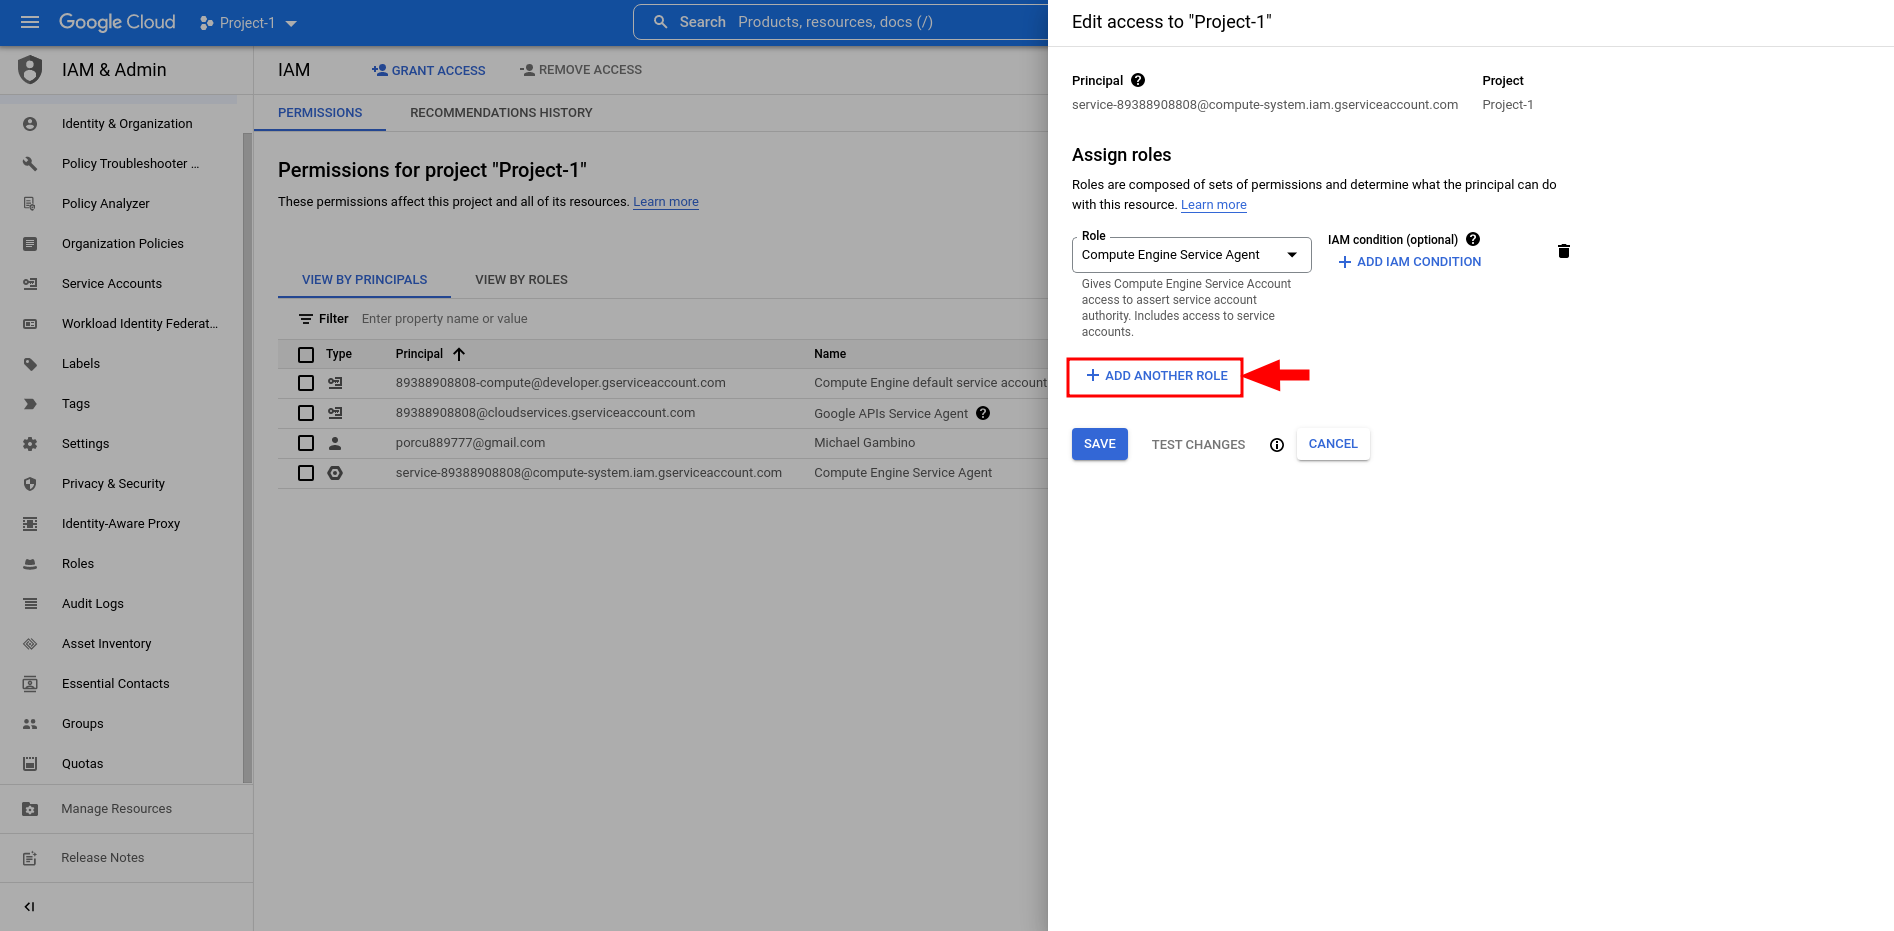 Google Cloud
Project-1
Search Products, resources, docs (/)
IAM & Admin
Identity & Organization
Policy Troubleshooter ...
Policy Analyzer
Organization Policies
Service Accounts
Workload Identity Federat...
Labels
Tags
Settings
Privacy & Security
Identity-Aware Proxy
Roles
Audit Logs
Asset Inventory
Essential Contacts
Groups
Quotas
Manage Resources
Release Notes
IAM
GRANT ACCESS
REMOVE ACCESS
PERMISSIONS
RECOMMENDATIONS HISTORY
Permissions for project "Project-1"
These permissions affect this project and all of its resources. Learn more
VIEW BY PRINCIPALS
VIEW BY ROLES
Filter Enter property name or value
Type Principal Name
89388908808-compute@developer.gserviceaccount.com Compute Engine default service account
89388908808@cloudservices.gserviceaccount.com Google APIs Service Agent
porcu889777@gmail.com Michael Gambino
service-89388908808@compute-system.iam.gserviceaccount.com Compute Engine Service Agent
Edit access to "Project-1"
Principal
service-89388908808@compute-system.iam.gserviceaccount.com
Project
Project-1
Assign roles
Roles are composed of sets of permissions and determine what the principal can do
with this resource. Learn more
Role
Compute Engine Service Agent
Gives Compute Engine Service Account
access to assert service account
authority. Includes access to service
accounts.
IAM condition (optional)
ADD IAM CONDITION
ADD ANOTHER ROLE
SAVE
TEST CHANGES
CANCEL